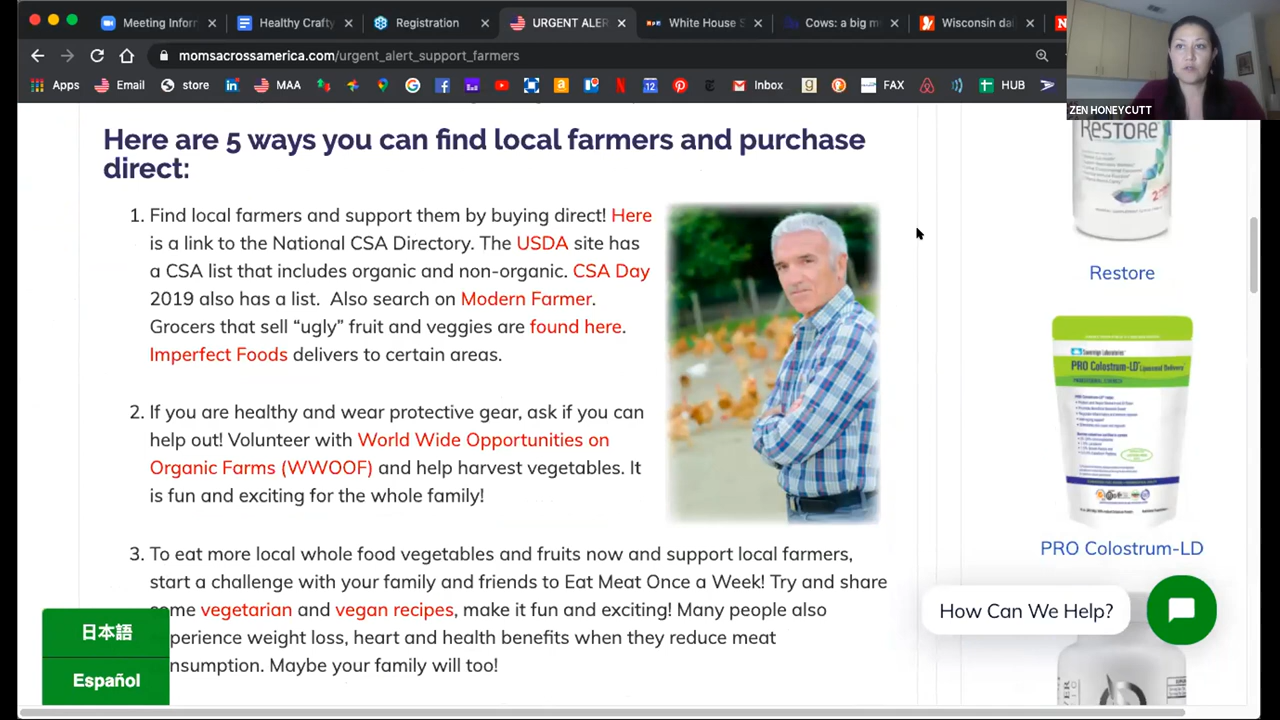 Meeting Inforr
Healthy Crafty
Registration
URGENT ALER
White House S
Cows: a big mi
Wisconsin dai
momsacrossamerica.com/urgent_alert_support_farmers
Apps
Email
store
MAA
Inbox
FAX
HUB
ZEN HONEYCUTT
Here are 5 ways you can find local farmers and purchase
direct:
1. Find local farmers and support them by buying direct! Here
is a link to the National CSA Directory. The USDA site has
a CSA list that includes organic and non-organic. CSA Day
2019 also has a list. Also search on Modern Farmer.
Grocers that sell “ugly” fruit and veggies are found here.
Imperfect Foods delivers to certain areas.
2. If you are healthy and wear protective gear, ask if you can
help out! Volunteer with Word Wide Opportunities on
Organic Farms (WWOOF) and help harvest vegetables. It
is fun and exciting for the whole family!
3. To eat more local whole food vegetables and fruits now and support local farmers,
start a challenge with your family and friends to Eat Meat Once a Week! Try and share
some vegetarian and vegan recipes, make it fun and exciting! Many people also
xperience weight loss, heart and health benefits when they reduce meat
nsumption. Maybe your family will too!
日本語
Español
RESTORE
Restore
Sovereign Laboratories
PRO Colostrum-LD Liposomal Delivery
PRO Colostrum-LD
How Can We Help?